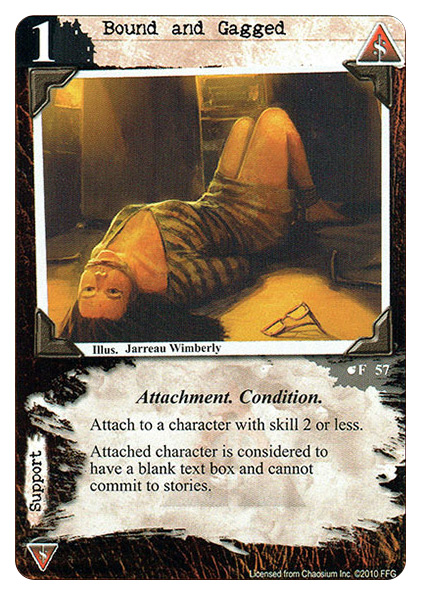 1
Bound and Gagged
$
Illus. Jarreau Wimberly
F 57
Attachment. Condition.
Attach to a character with skill 2 or less.
Attached character is considered to
have a blank text box and cannot
commit to stories.
Support
$
Licensed from Chaosium Inc. ©2010 FFG